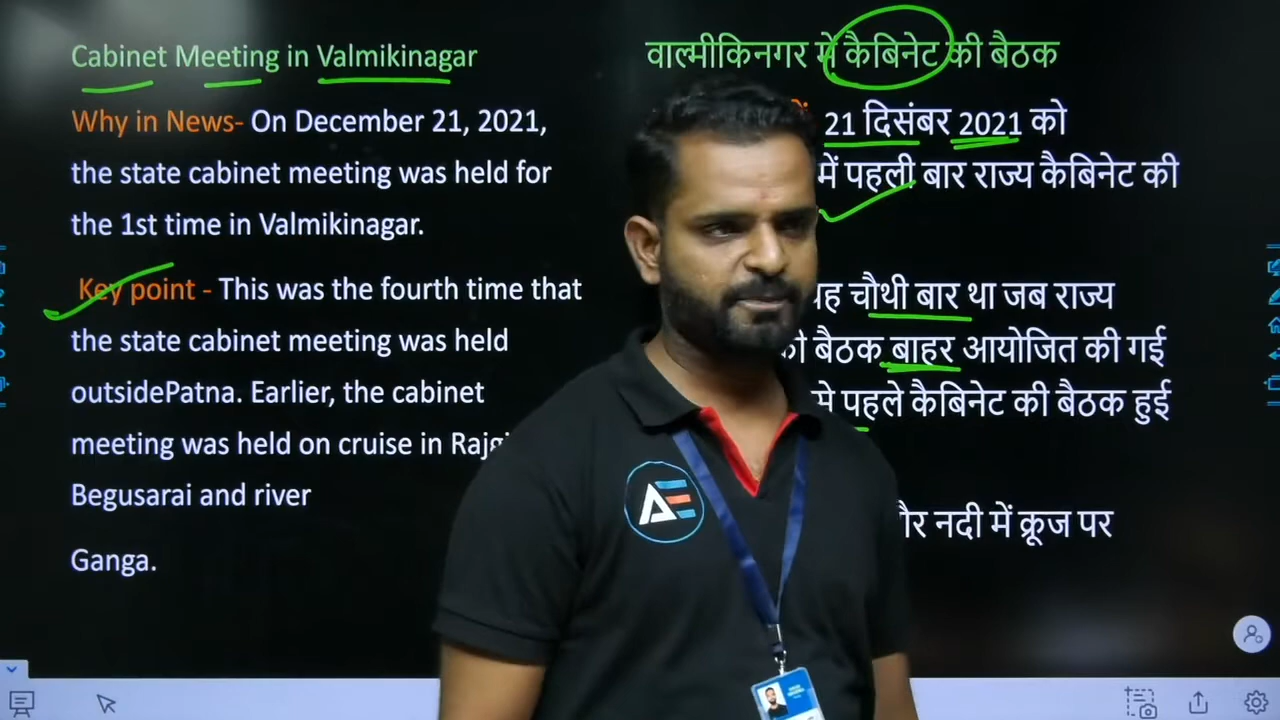 Cabinet Meeting in Valmikinagar
Why in News- On December 21, 2021,
the state cabinet meeting was held for
the 1st time in Valmikinagar.
Key point - This was the fourth time that
the state cabinet meeting was held
outsidePatna. Earlier, the cabinet
meeting was held on cruise in
Begusarai and river
Ganga.
वाल्मीकिनगर में कैबिनेट की बैठक
21 दिसंबर 2021 को
में पहली बार राज्य कैबिनेट की
चौथी बार था जब राज्य
बैठक बाहर आयोजित की गई
पहले कैबिनेट की बैठक हुई
नदी में क्रूज पर
AE